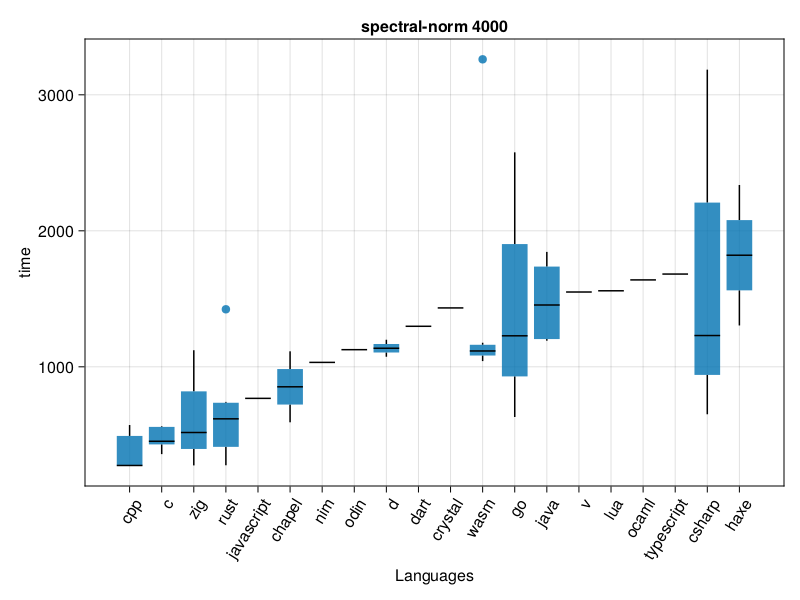 spectral-norm 4000
time
3000
2000
1000
cpp
c
zig
rust
javascript
chapel
nim
odin
d
dart
crystal
wasm
go
java
v
lua
ocaml
typescript
csharp
haxe
Languages